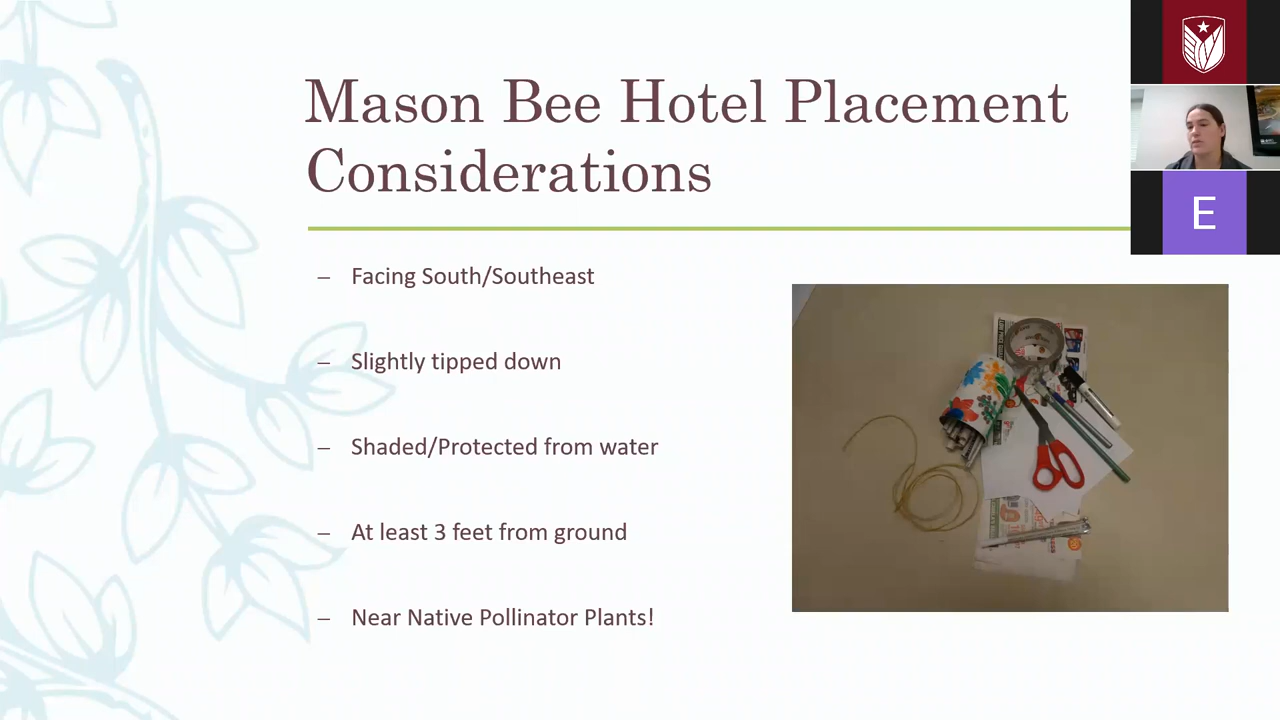 Mason Bee Hotel Placement
Considerations
– Facing South/Southeast
– Slightly tipped down
– Shaded/Protected from water
– At least 3 feet from ground
– Near Native Pollinator Plants!
E